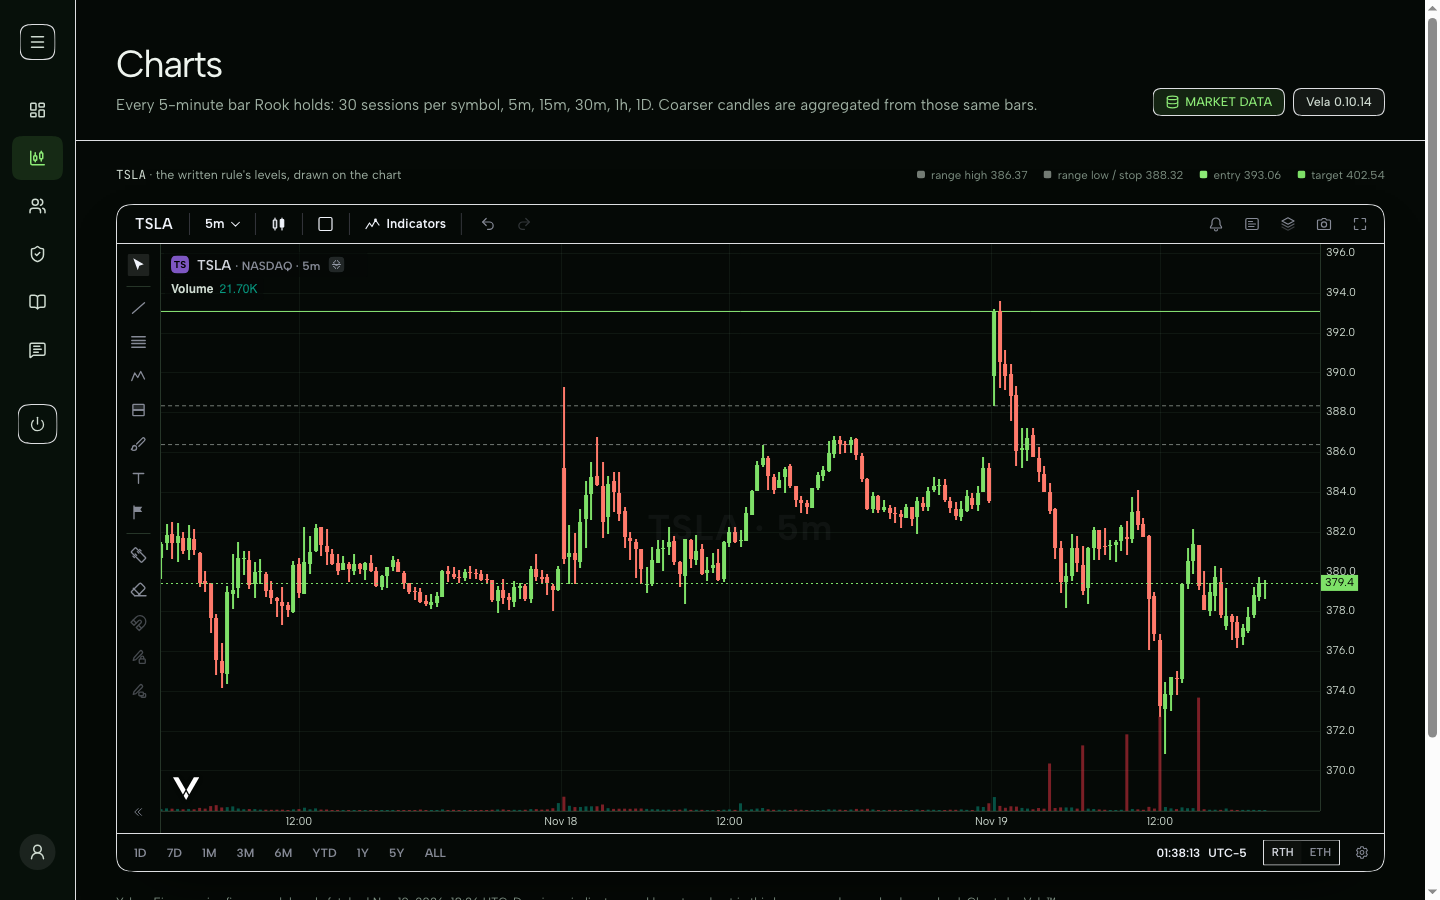 Charts
Every 5-minute bar Rook holds: 30 sessions per symbol, 5m, 15m, 30m, 1h, 1D. Coarser candles are aggregated from those same bars.
MARKET DATA
Vela 0.10.14
TSLA · the written rule's levels, drawn on the chart
range high 386.37
range low / stop 388.32
entry 393.06
target 402.54
TSLA
5m
Indicators
TS
TSLA · NASDAQ · 5m
Volume 21.70K
TSLA · 5m
396.0
394.0
392.0
390.0
388.0
386.0
384.0
382.0
380.0
379.4
378.0
376.0
374.0
372.0
370.0
12:00
Nov 18
12:00
Nov 19
12:00
1D 7D 1M 3M 6M YTD 1Y 5Y ALL
01:38:13 UTC-5
RTH ETH